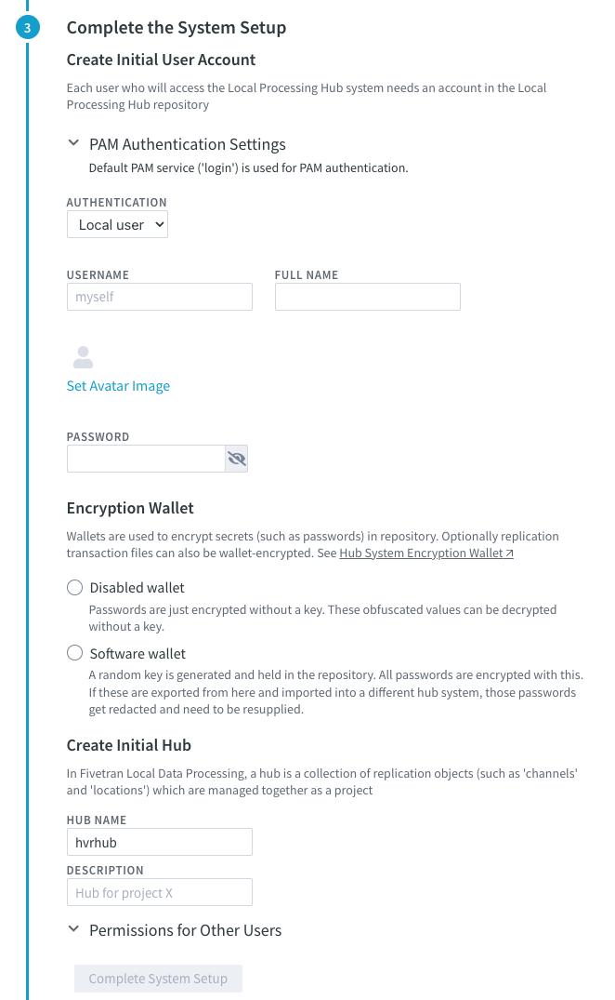 3
Complete the System Setup
Create Initial User Account
Each user who will access the Local Processing Hub system needs an account in the Local
Processing Hub repository
PAM Authentication Settings
Default PAM service ('login') is used for PAM authentication.
AUTHENTICATION
Local user
USERNAME FULL NAME
myself
Set Avatar Image
PASSWORD
Encryption Wallet
Wallets are used to encrypt secrets (such as passwords) in repository. Optionally replication
transaction files can also be wallet-encrypted. See Hub System Encryption Wallet
Disabled wallet
Passwords are just encrypted without a key. These obfuscated values can be decrypted
without a key.
Software wallet
A random key is generated and held in the repository. All passwords are encrypted with this.
If these are exported from here and imported into a different hub system, those passwords
get redacted and need to be resupplied.
Create Initial Hub
In Fivetran Local Data Processing, a hub is a collection of replication objects (such as 'channels'
and 'locations') which are managed together as a project
HUB NAME
hvrhub
DESCRIPTION
Hub for project X
Permissions for Other Users
Complete System Setup